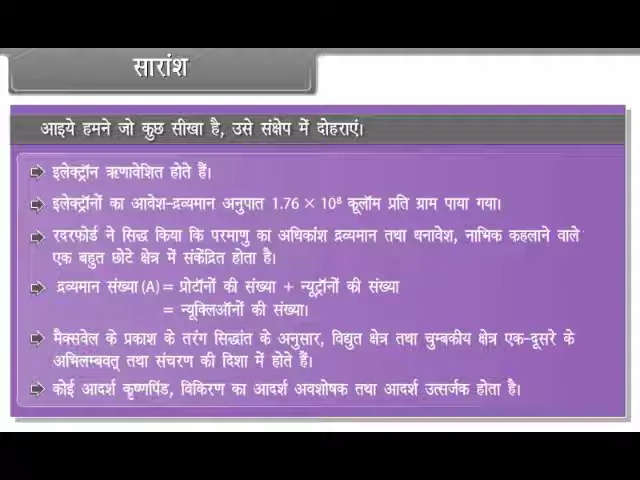 सारांश
आइये हमने जो कुछ सीखा है, उसे संक्षेप में दोहराएं।
इलेक्ट्रॉन ऋणावेशित होते हैं।
इलेक्ट्रॉनों का आवेश-द्रव्यमान अनुपात 1.76 × 10⁸ कूलॉम प्रति ग्राम पाया गया।
रदरफोर्ड ने सिद्ध किया कि परमाणु का अधिकांश द्रव्यमान तथा धनावेश, नाभिक कहलाने वाले
एक बहुत छोटे क्षेत्र में संकेंद्रित होता है।
द्रव्यमान संख्या (A) = प्रोटॉनों की संख्या + न्यूट्रॉनों की संख्या
= न्यूक्लिऑनों की संख्या।
मैक्सवेल के प्रकाश के तरंग सिद्धांत के अनुसार, विद्युत क्षेत्र तथा चुम्बकीय क्षेत्र एक-दूसरे के
अभिलम्बवत् तथा संचरण की दिशा में होते हैं।
कोई आदर्श कृष्णपिंड, विकिरण का आदर्श अवशोषक तथा आदर्श उत्सर्जक होता है।